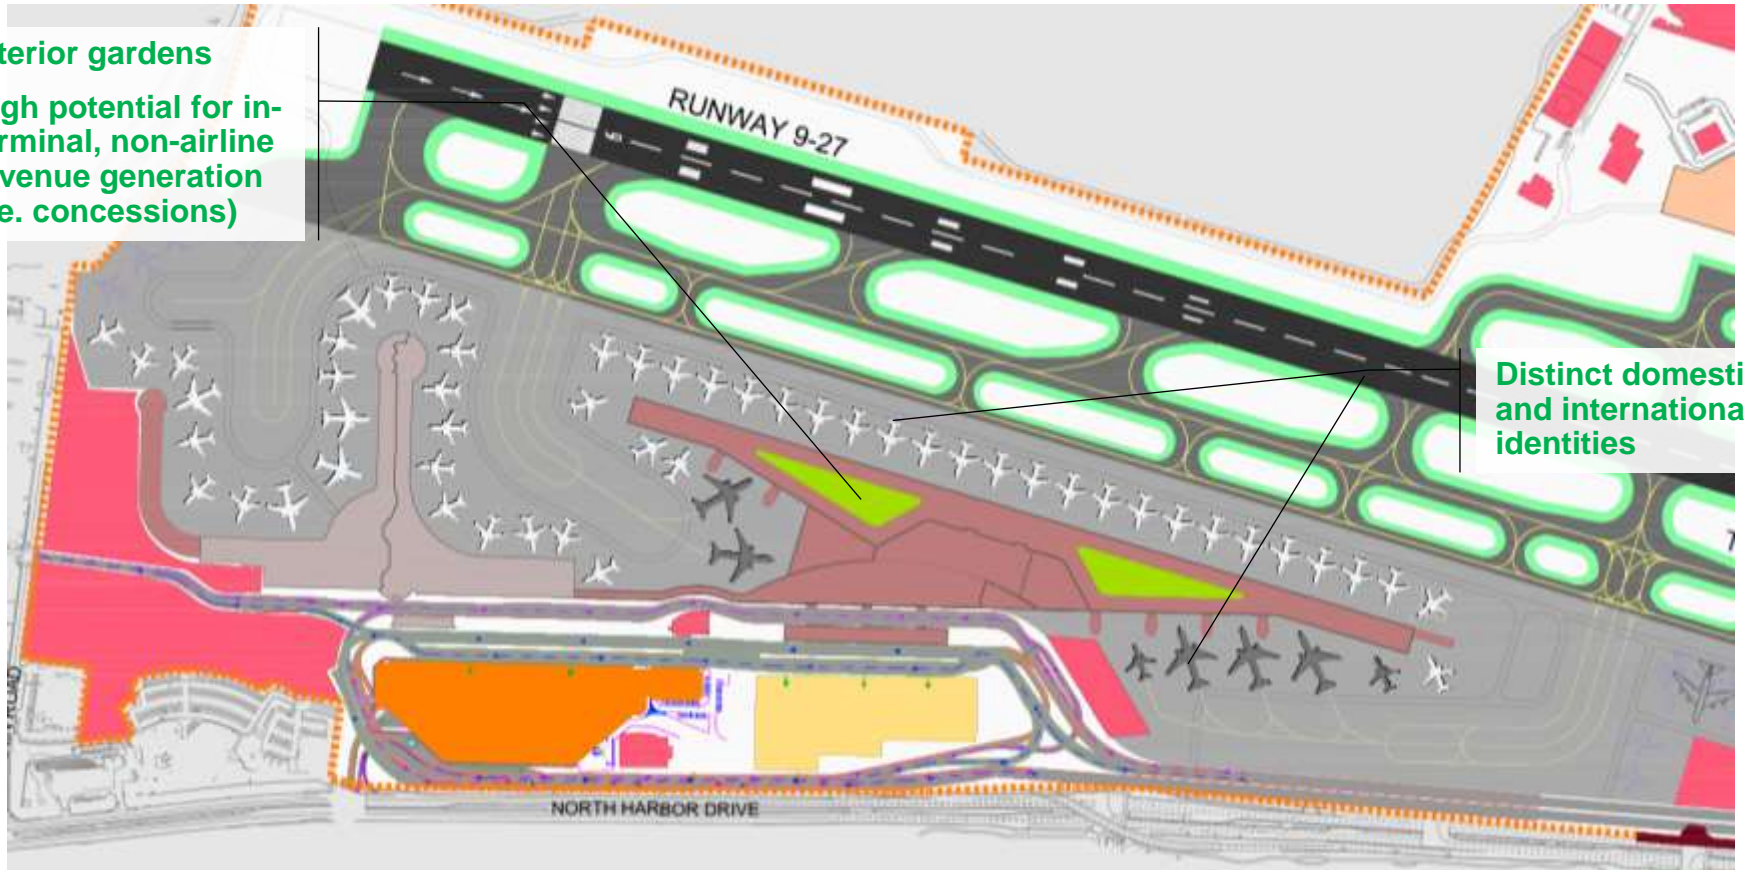 terior gardens
gh potential for in-
rminal, non-airline
venue generation
e. concessions)
RUNWAY 9-27
Distinct domesti
and internationa
identities
NORTH HARBOR DRIVE